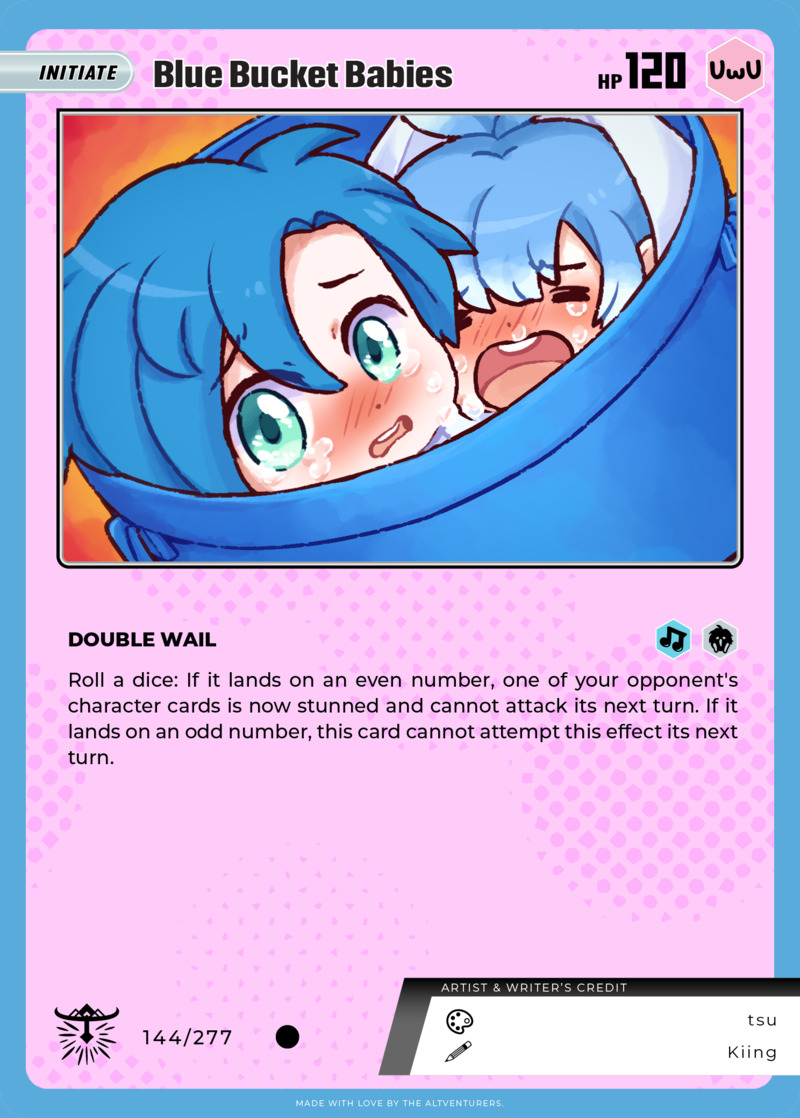 INITIATE
Blue Bucket Babies
HP 120
UwU
DOUBLE WAIL
Roll a dice: If it lands on an even number, one of your opponent's
character cards is now stunned and cannot attack its next turn. If it
lands on an odd number, this card cannot attempt this effect its next
turn.
ARTIST & WRITER'S CREDIT
144/277
tsu
Kiing
MADE WITH LOVE BY THE ALTVENTURERS.